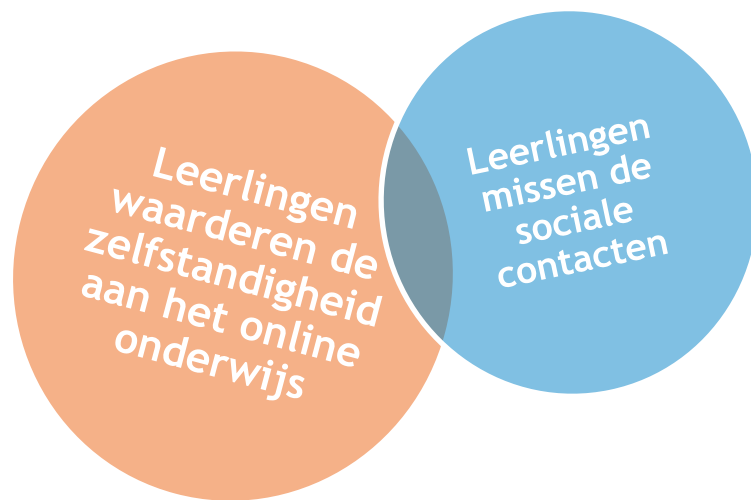 Leerlingen
waarderen de
zelfstandigheid
aan het online
onderwijs
Leerlingen
missen de
sociale
contacten